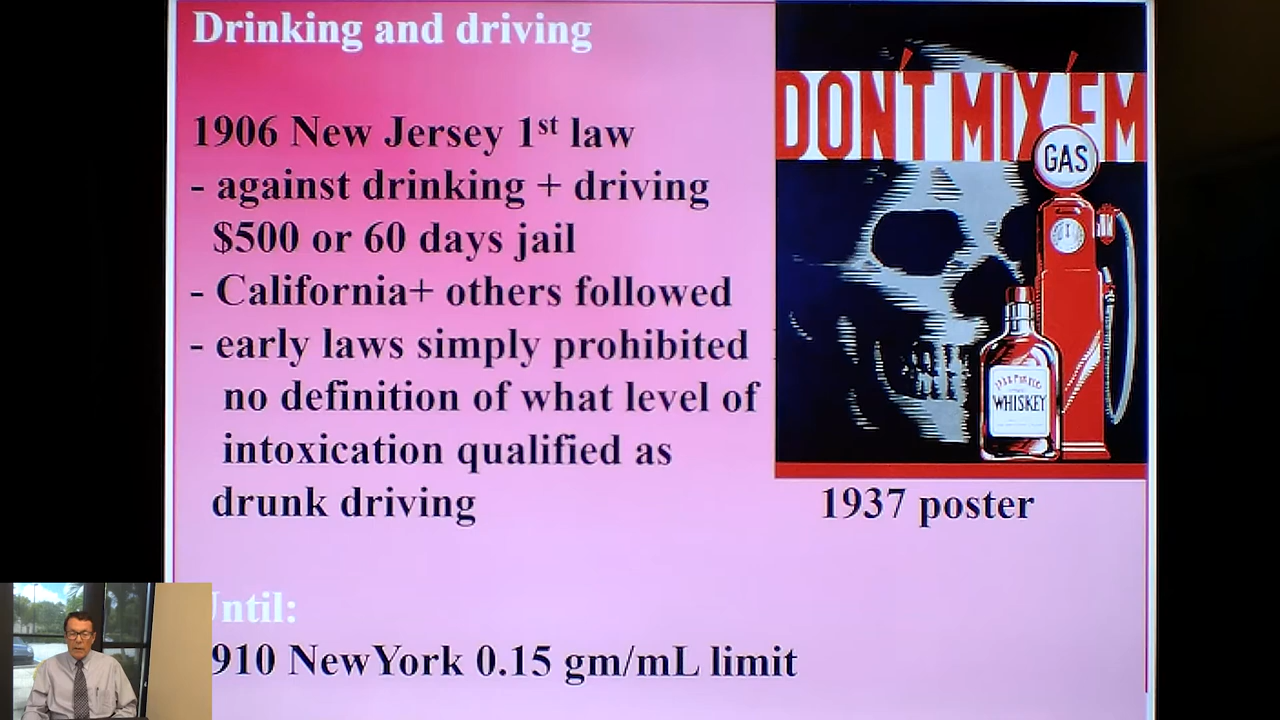 Drinking and driving
1906 New Jersey 1st law
- against drinking + driving
$500 or 60 days jail
- California+ others followed
- early laws simply prohibited
no definition of what level of
intoxication qualified as
drunk driving
Until:
910 NewYork 0.15 gm/mL limit
DON'T MIX 'EM
GAS
WHISKEY
1937 poster